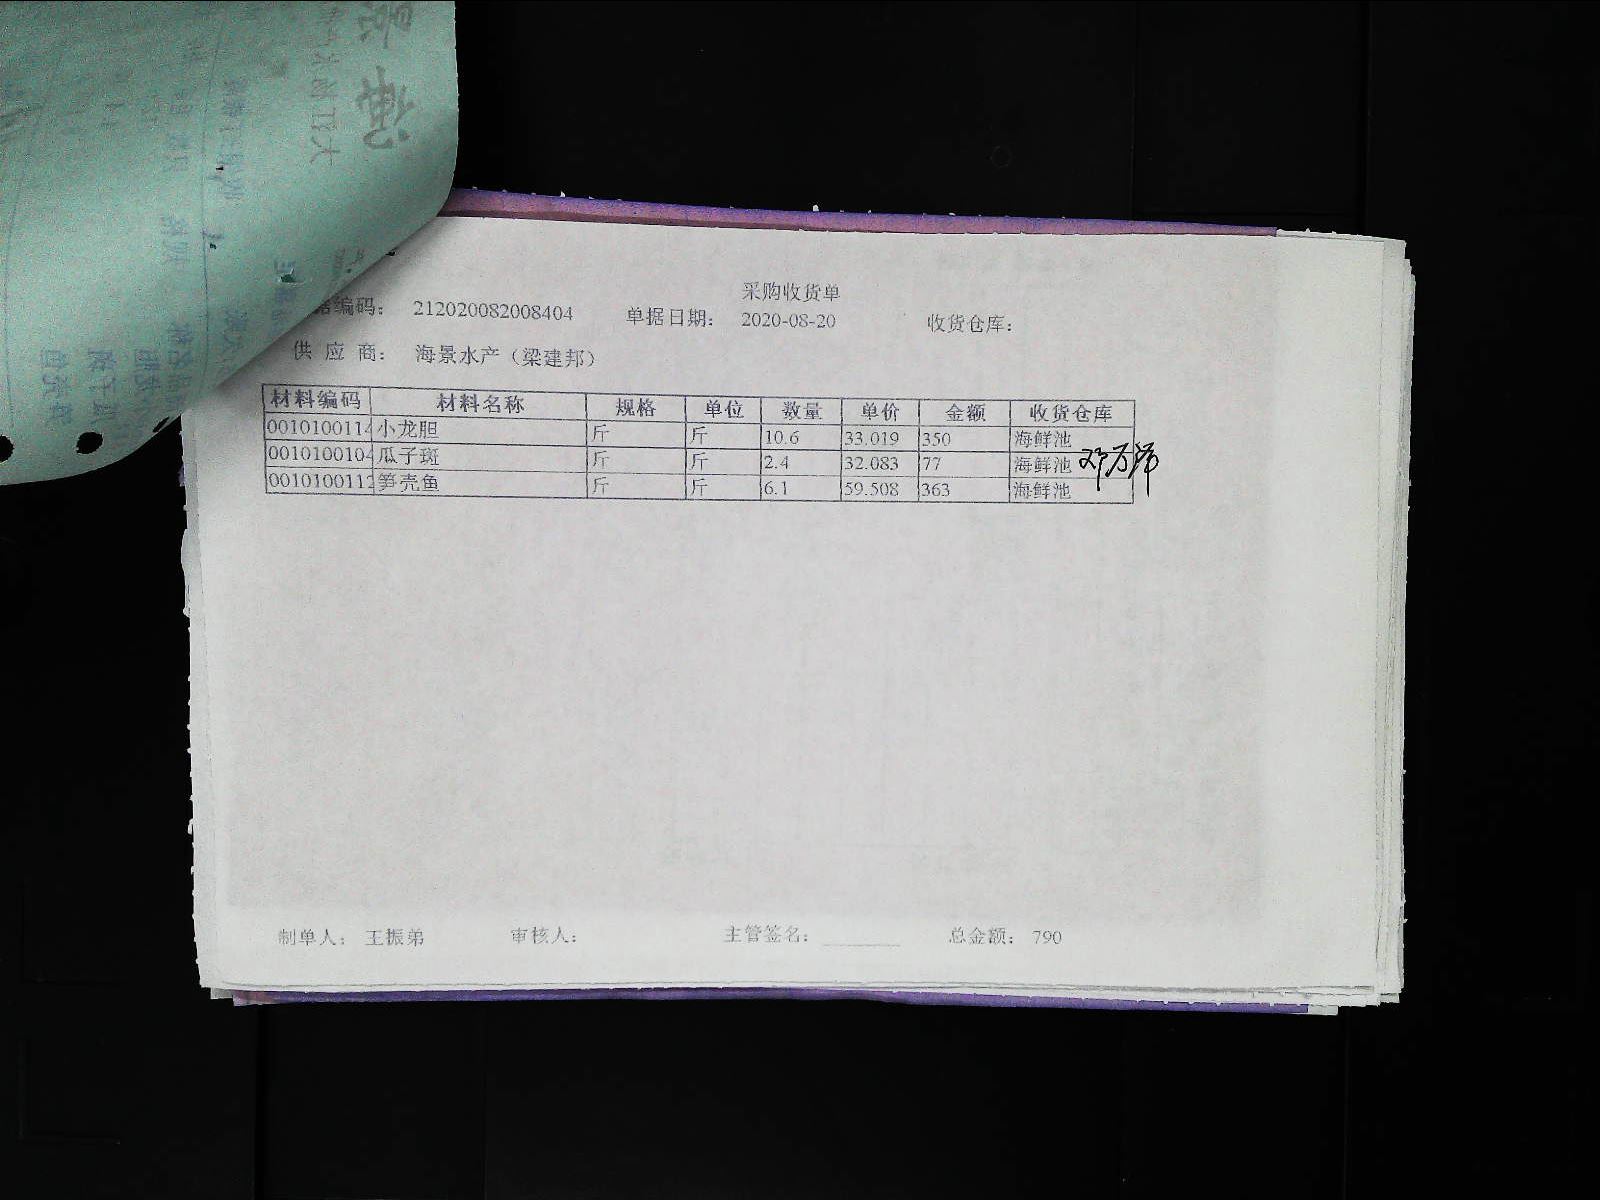 采购收货单
据编码： 212020082008404 单据日期： 2020-08-20 收货仓库：
供 应 商： 海景水产（梁建邦）
材料编码 材料名称 规格 单位 数量 单价 金额 收货仓库
0010100114 小龙胆 斤 斤 10.6 33.019 350 海鲜池
0010100104 瓜子斑 斤 斤 2.4 32.083 77 海鲜池
0010100112 笋壳鱼 斤 斤 6.1 59.508 363 海鲜池
制单人： 王振弟 审核人： 主管签名： 总金额： 790